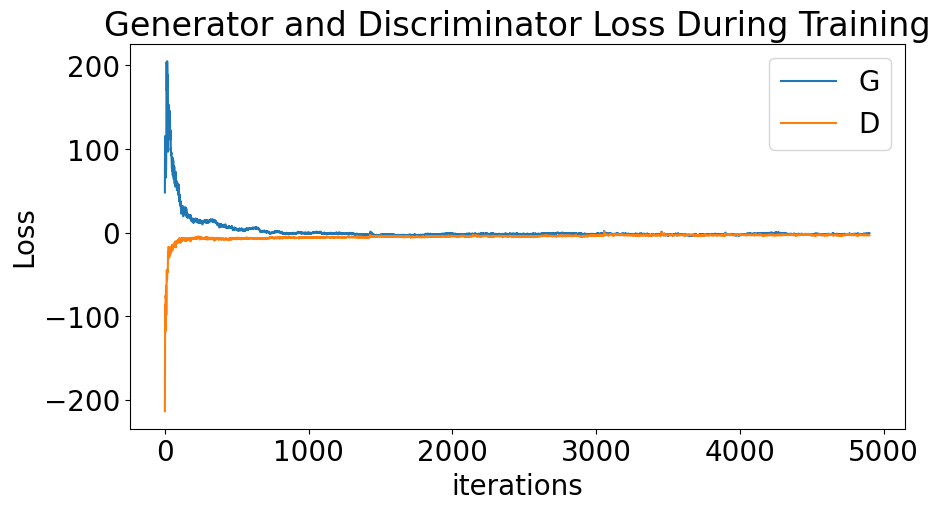 Generator and Discriminator Loss During Training
200
100
0
−100
−200
Loss
G
D
0 1000 2000 3000 4000 5000
iterations